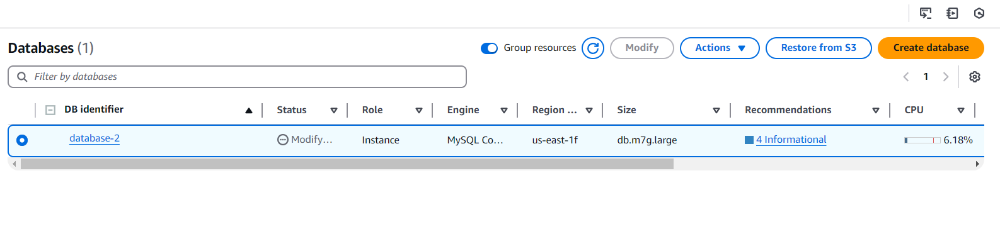 Databases (1)
Group resources
Modify
Actions
Restore from S3
Create database
Filter by databases
1
DB identifier
Status
Role
Engine
Region ...
Size
Recommendations
CPU
database-2
Modify...
Instance
MySQL Co...
us-east-1f
db.m7g.large
4 Informational
6.18%